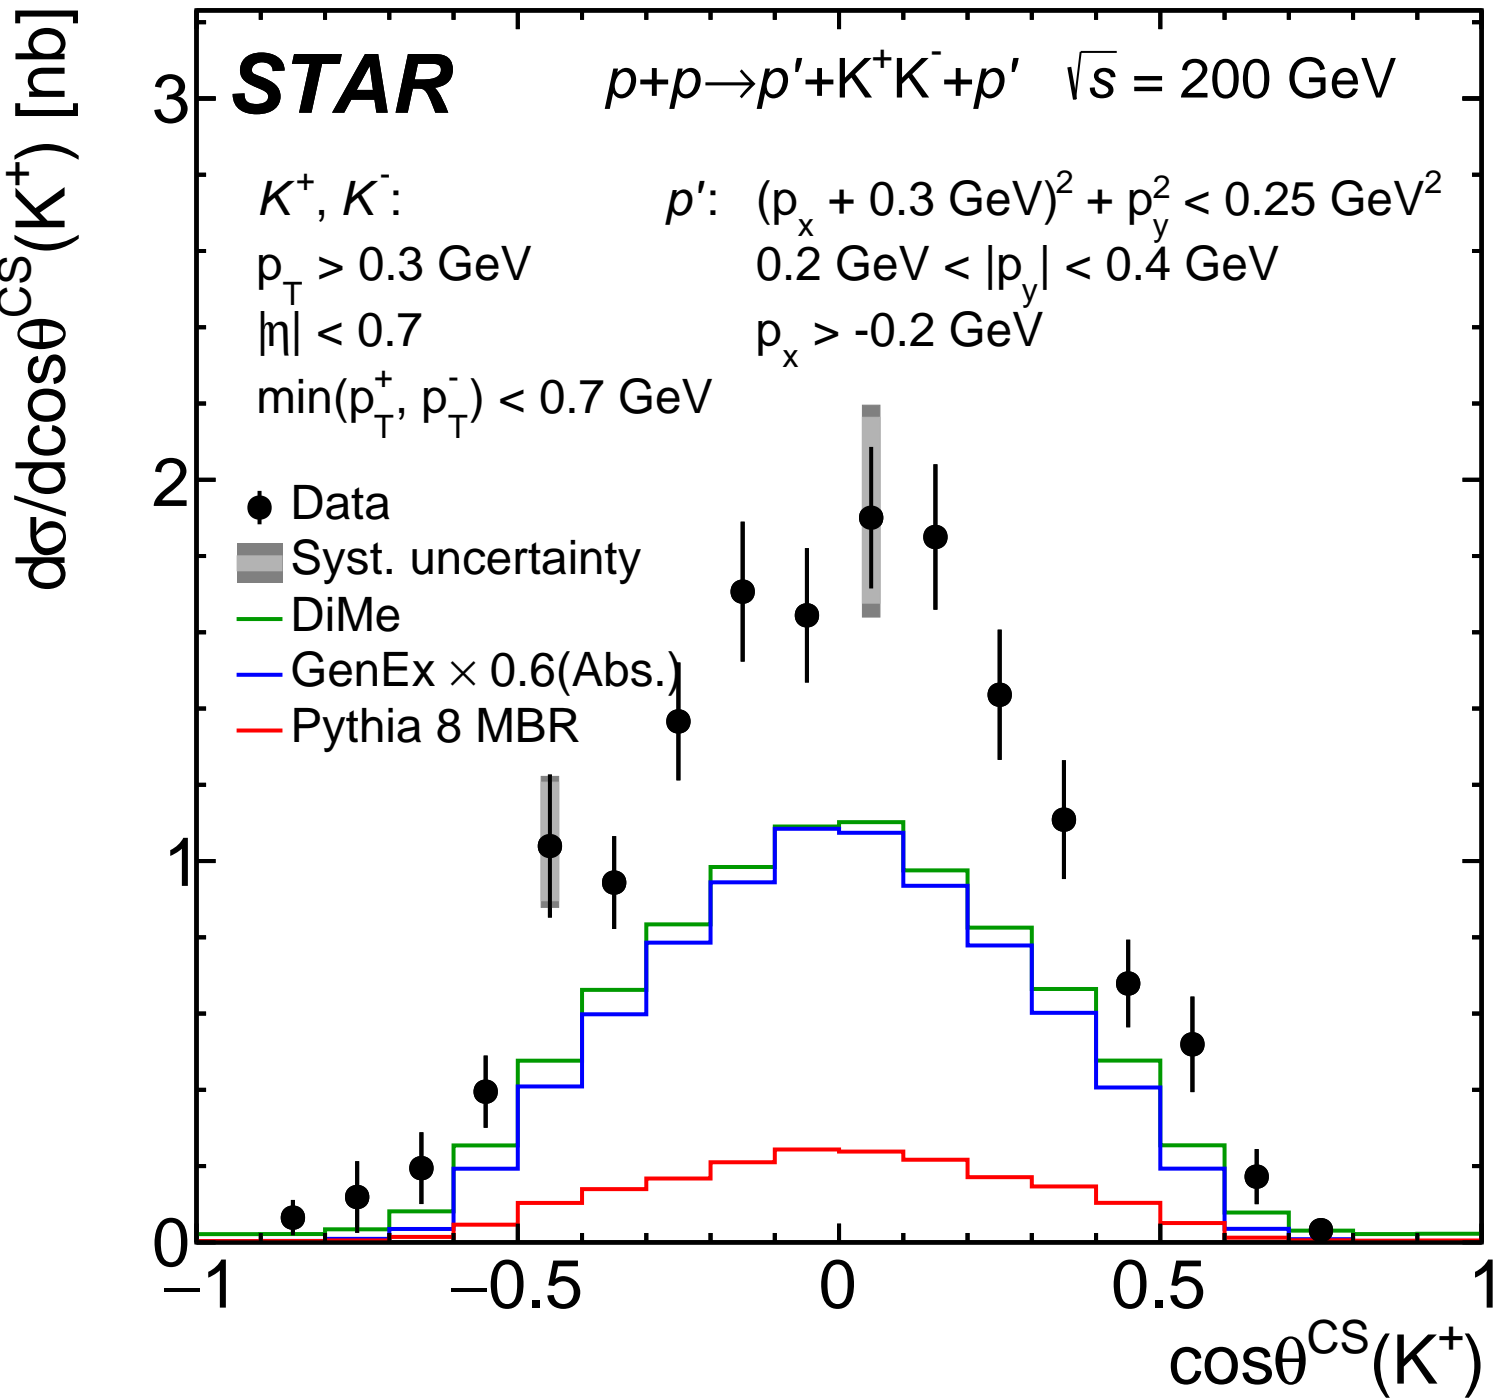 dσ/dcosθ^CS(K⁺) [nb]
STAR p+p→p′+K⁺K⁻+p′ √s = 200 GeV
K⁺, K⁻: p′: (p_x + 0.3 GeV)² + p_y² < 0.25 GeV²
p_T > 0.3 GeV 0.2 GeV < |p_y| < 0.4 GeV
|η| < 0.7 p_x > -0.2 GeV
min(p_T⁺, p_T⁻) < 0.7 GeV
Data
Syst. uncertainty
DiMe
GenEx × 0.6(Abs.)
Pythia 8 MBR
3
2
1
0
−1 −0.5 0 0.5 1
cosθ^CS(K⁺)